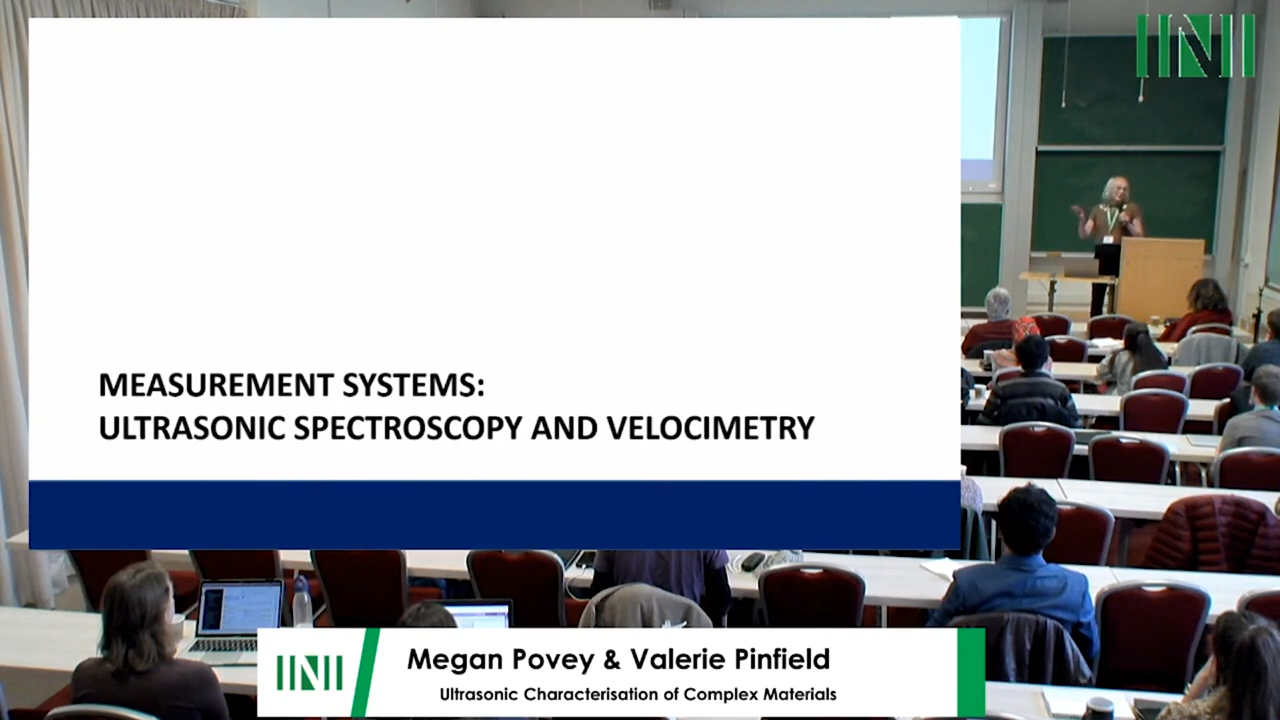 MEASUREMENT SYSTEMS:
ULTRASONIC SPECTROSCOPY AND VELOCIMETRY
Megan Povey & Valerie Pinfield
Ultrasonic Characterisation of Complex Materials